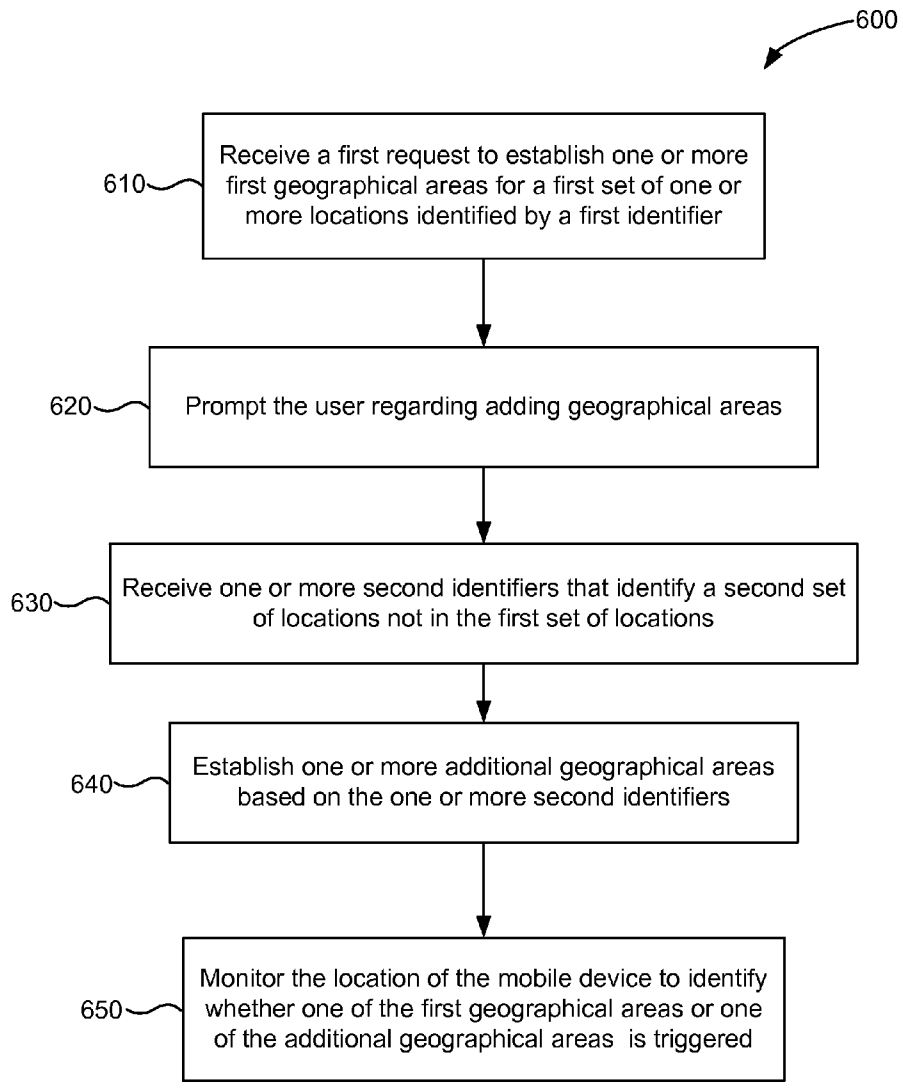 600
610
Receive a first request to establish one or more
first geographical areas for a first set of one or
more locations identified by a first identifier
620
Prompt the user regarding adding geographical areas
630
Receive one or more second identifiers that identify a second set
of locations not in the first set of locations
640
Establish one or more additional geographical areas
based on the one or more second identifiers
650
Monitor the location of the mobile device to identify
whether one of the first geographical areas or one
of the additional geographical areas is triggered